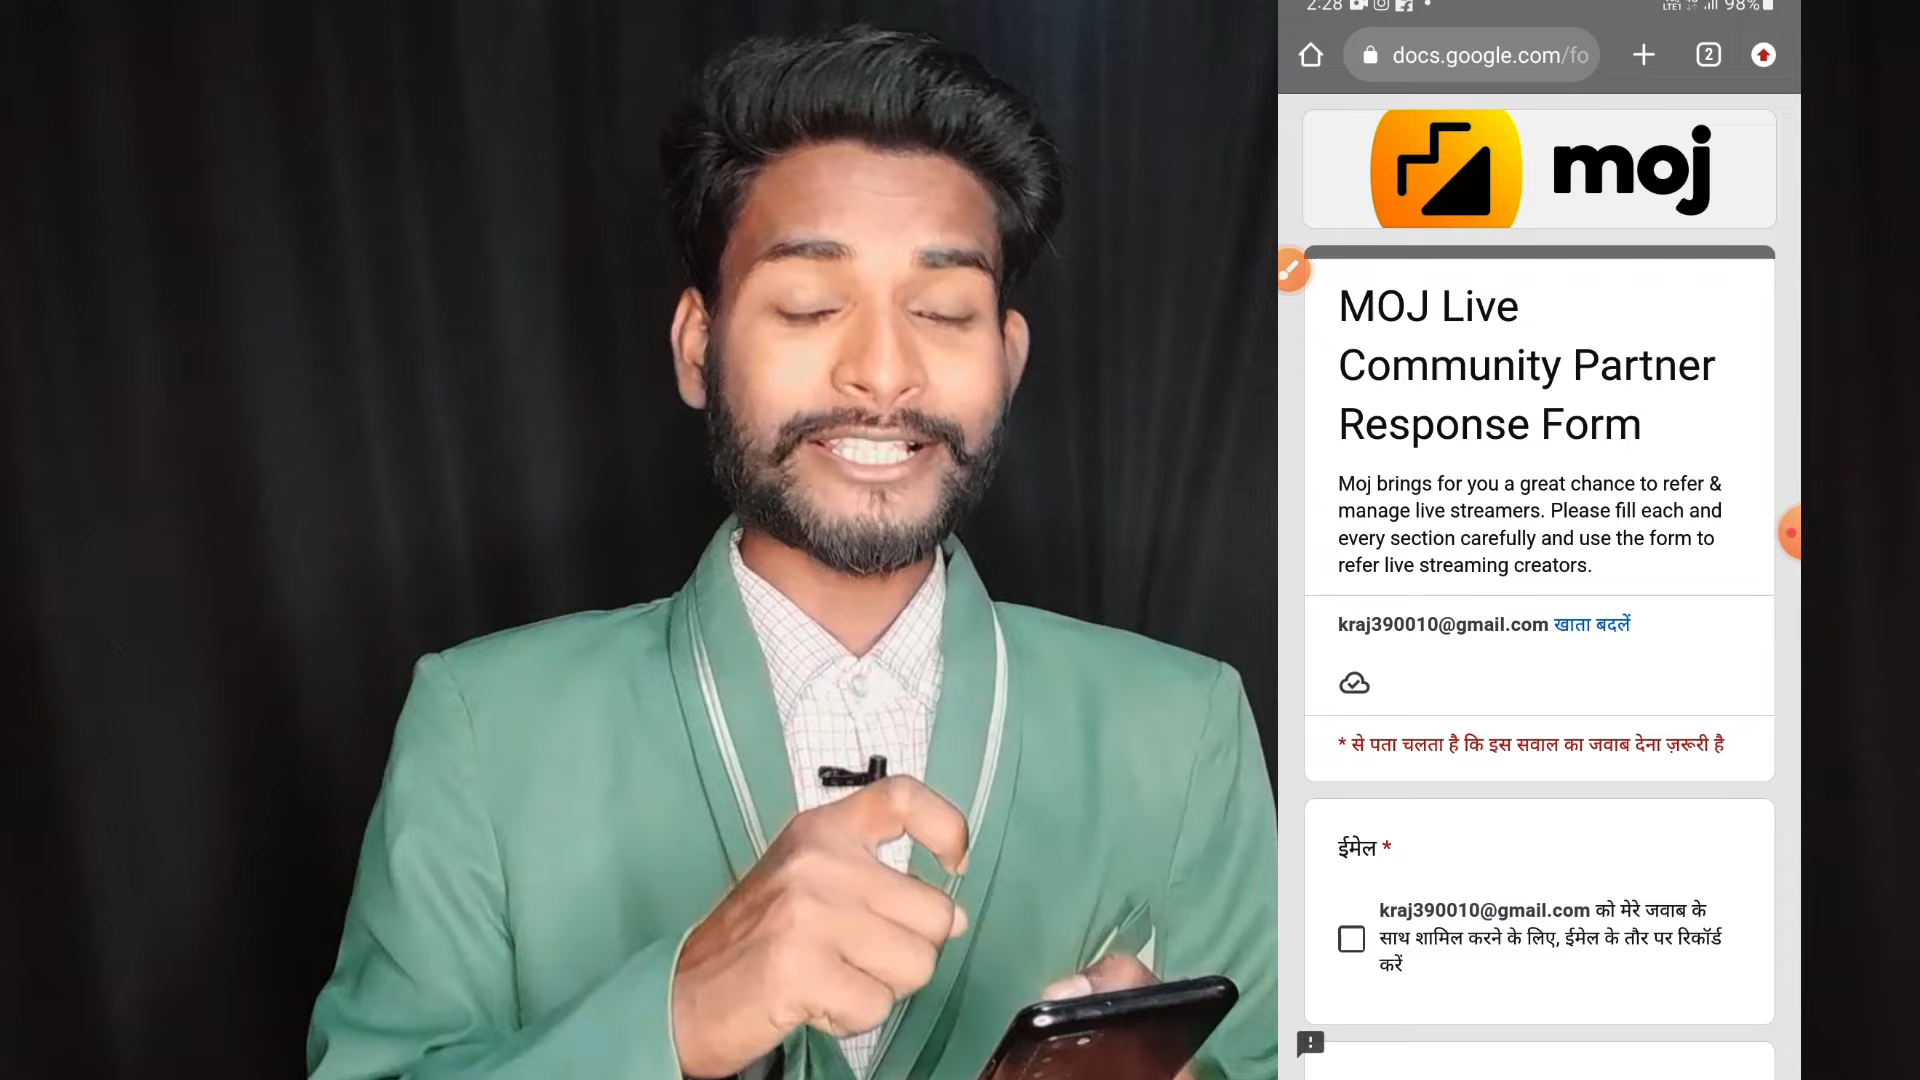 2:28 98%
docs.google.com/fo 2
moj
MOJ Live
Community Partner
Response Form
Moj brings for you a great chance to refer &
manage live streamers. Please fill each and
every section carefully and use the form to
refer live streaming creators.
kraj390010@gmail.com खाता बदलें
* से पता चलता है कि इस सवाल का जवाब देना ज़रूरी है
ईमेल *
kraj390010@gmail.com को मेरे जवाब के
साथ शामिल करने के लिए, ईमेल के तौर पर रिकॉर्ड
करें